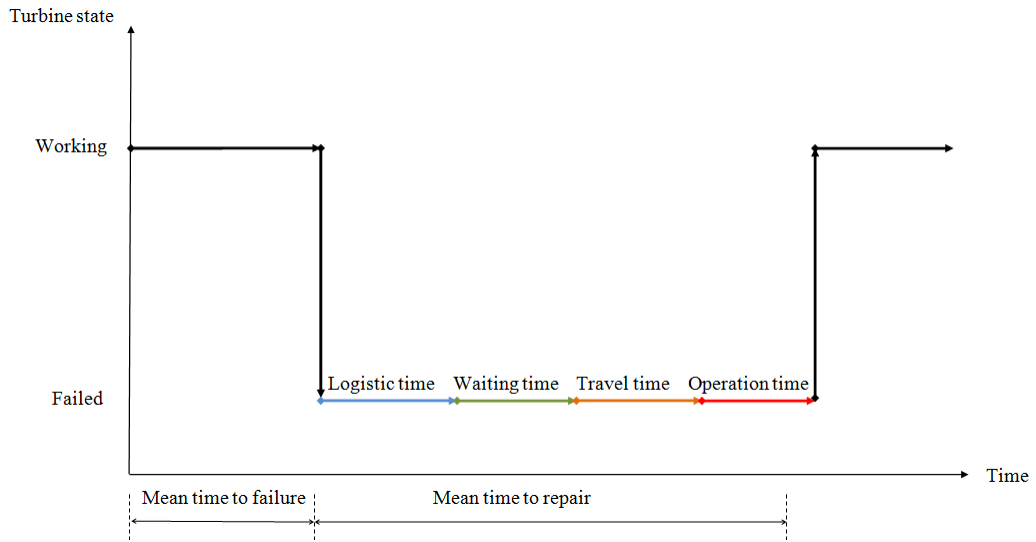 Turbine state
Working
Logistic time Waiting time Travel time Operation time
Failed
Time
Mean time to failure Mean time to repair